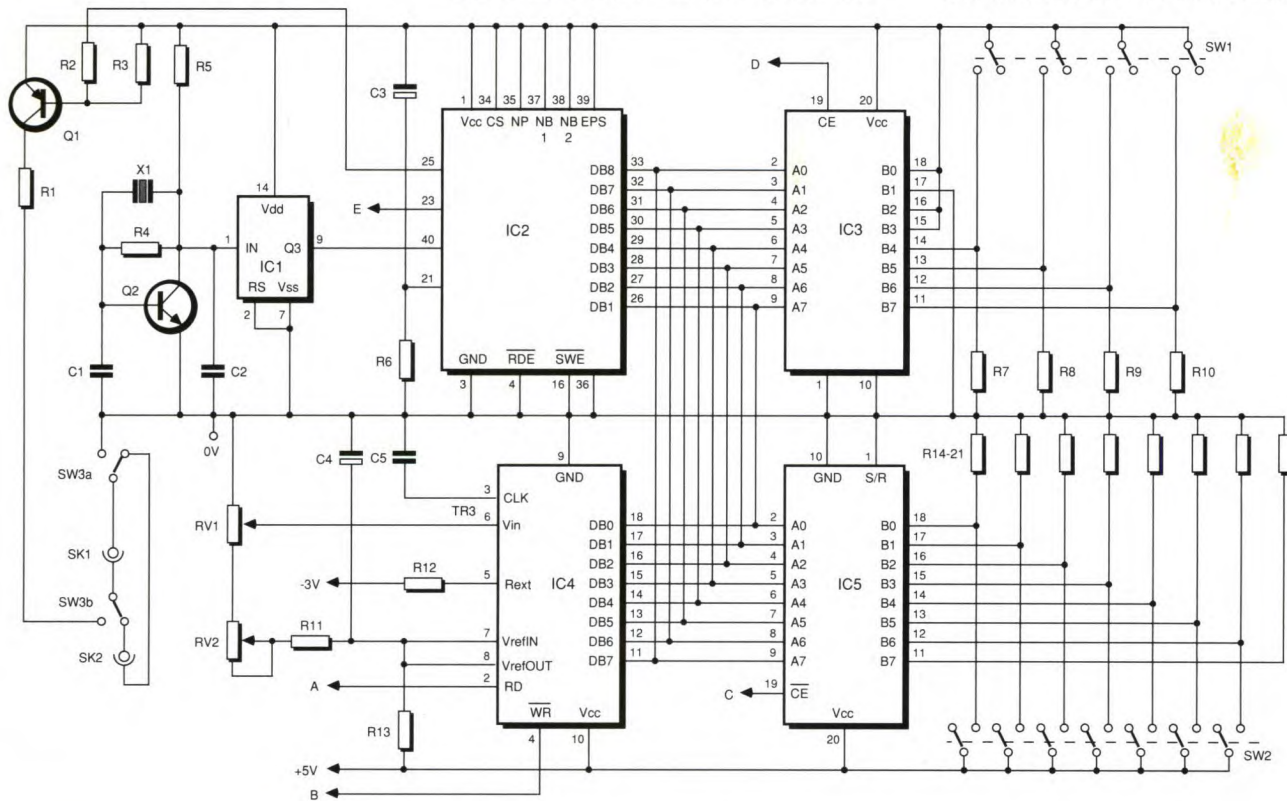 R2
R3
R5
Q1
R1
X1
R4
Q2
C1
C2
14
Vdd
1
IN
Q3
9
IC1
RS
Vss
2
7
C3
R6
E
1
34
35
37
38
39
Vcc
CS
NP
NB
1
NB
2
EPS
25
23
40
21
IC2
DB8
33
DB7
32
DB6
31
DB5
30
DB4
29
DB3
28
DB2
27
DB1
26
GND
RDE
SWE
3
4
16
36
D
19
20
CE
Vcc
2
A0
3
A1
4
A2
5
A3
6
A4
7
A5
8
A6
9
A7
IC3
B0
18
B1
17
B2
16
B3
15
B4
14
B5
13
B6
12
B7
11
1
10
SW1
R7
R8
R9
R10
0V
SW3a
SK1
SW3b
SK2
RV1
RV2
R11
C4
C5
R12
-3V
R13
TR3
A
B
+5V
9
GND
3
CLK
6
Vin
5
Rext
7
VrefIN
8
VrefOUT
2
RD
WR
Vcc
4
10
IC4
DB0
18
DB1
17
DB2
16
DB3
15
DB4
14
DB5
13
DB6
12
DB7
11
10
1
GND
S/R
2
A0
3
A1
4
A2
5
A3
6
A4
7
A5
8
A6
9
A7
C
19
CE
Vcc
20
IC5
B0
18
B1
17
B2
16
B3
15
B4
14
B5
13
B6
12
B7
11
R14-21
SW2